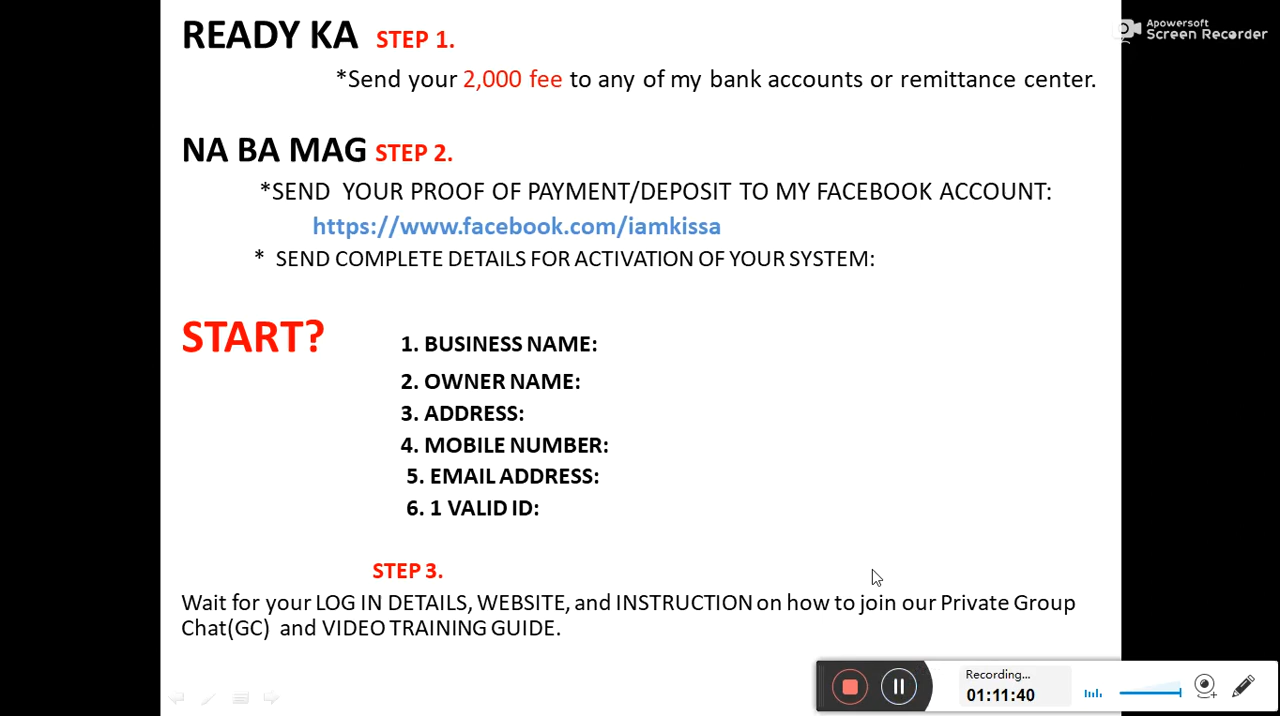 READY KA STEP 1.
*Send your 2,000 fee to any of my bank accounts or remittance center.
NA BA MAG STEP 2.
*SEND YOUR PROOF OF PAYMENT/DEPOSIT TO MY FACEBOOK ACCOUNT:
https://www.facebook.com/iamkissa
* SEND COMPLETE DETAILS FOR ACTIVATION OF YOUR SYSTEM:
START? 1. BUSINESS NAME:
2. OWNER NAME:
3. ADDRESS:
4. MOBILE NUMBER:
5. EMAIL ADDRESS:
6. 1 VALID ID:
STEP 3.
Wait for your LOG IN DETAILS, WEBSITE, and INSTRUCTION on how to join our Private Group
Chat(GC) and VIDEO TRAINING GUIDE.
Apowersoft
Screen Recorder
Recording...
01:11:40